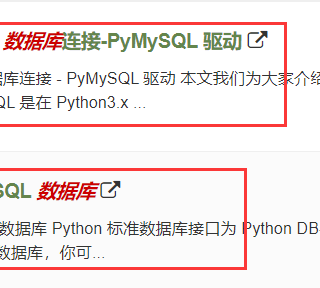 数据库连接-PyMySQL 驱动
据库连接 - PyMySQL 驱动 本文我们为大家介绍
QL 是在 Python3.x ...
SQL 数据库
数据库 Python 标准数据库接口为 Python DB
数据库，你可...